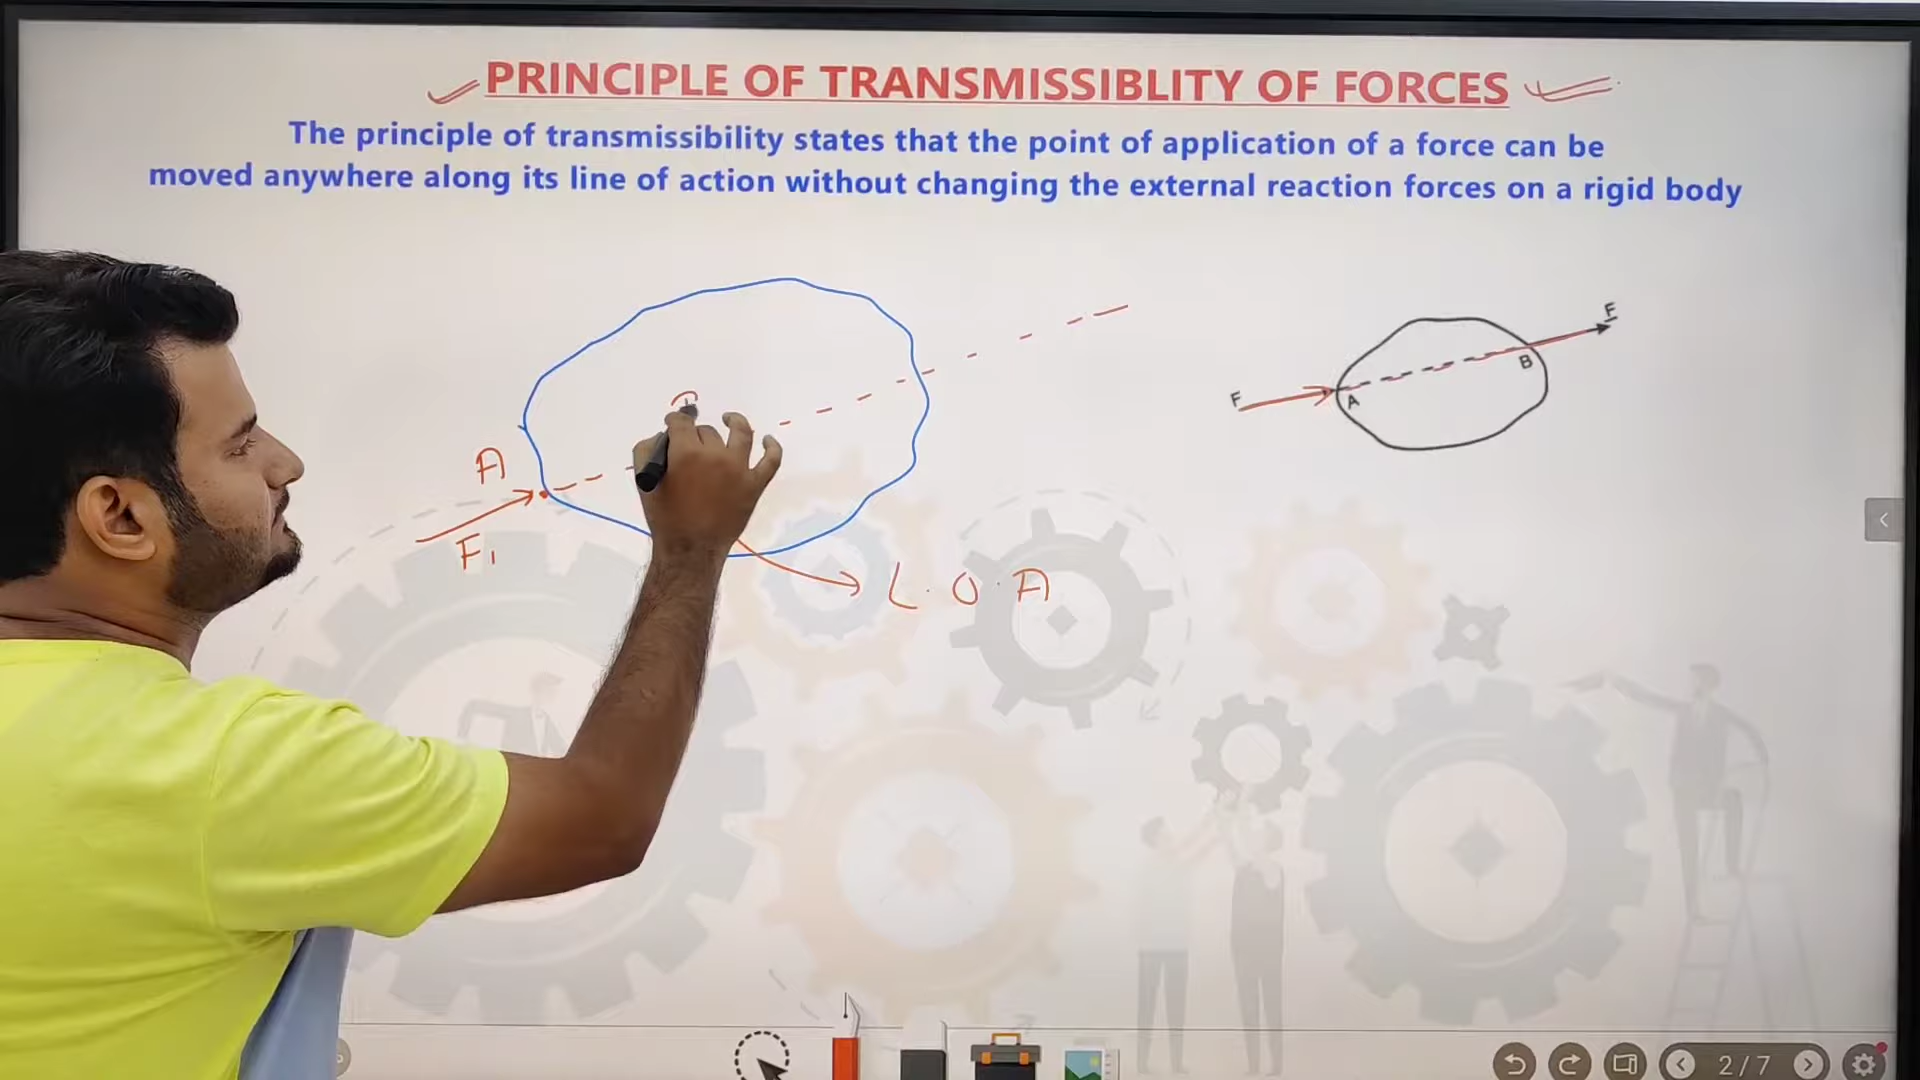 PRINCIPLE OF TRANSMISSIBLITY OF FORCES
The principle of transmissibility states that the point of application of a force can be
moved anywhere along its line of action without changing the external reaction forces on a rigid body
A
F₁
L.O.A
F
A
B
F
2/7